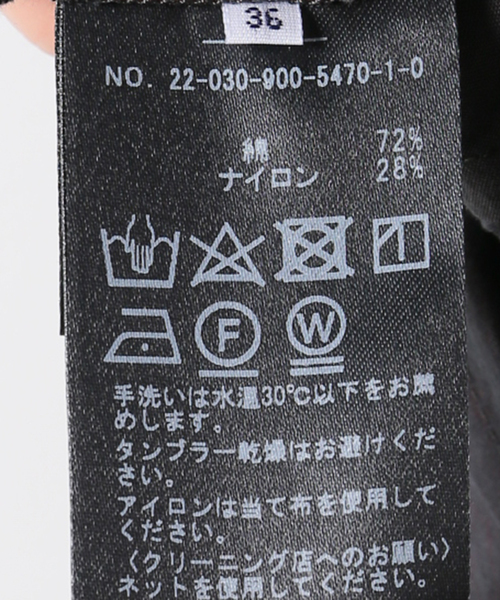 36
NO. 22-030-900-5470-1-0
綿 72%
ナイロン 28%
F W
手洗いは水温30℃以下をお薦
めします。
タンブラー乾燥はお避けくだ
さい。
アイロンは当て布を使用して
ください。
〈クリーニング店へのお願い〉
ネットを使用してください。